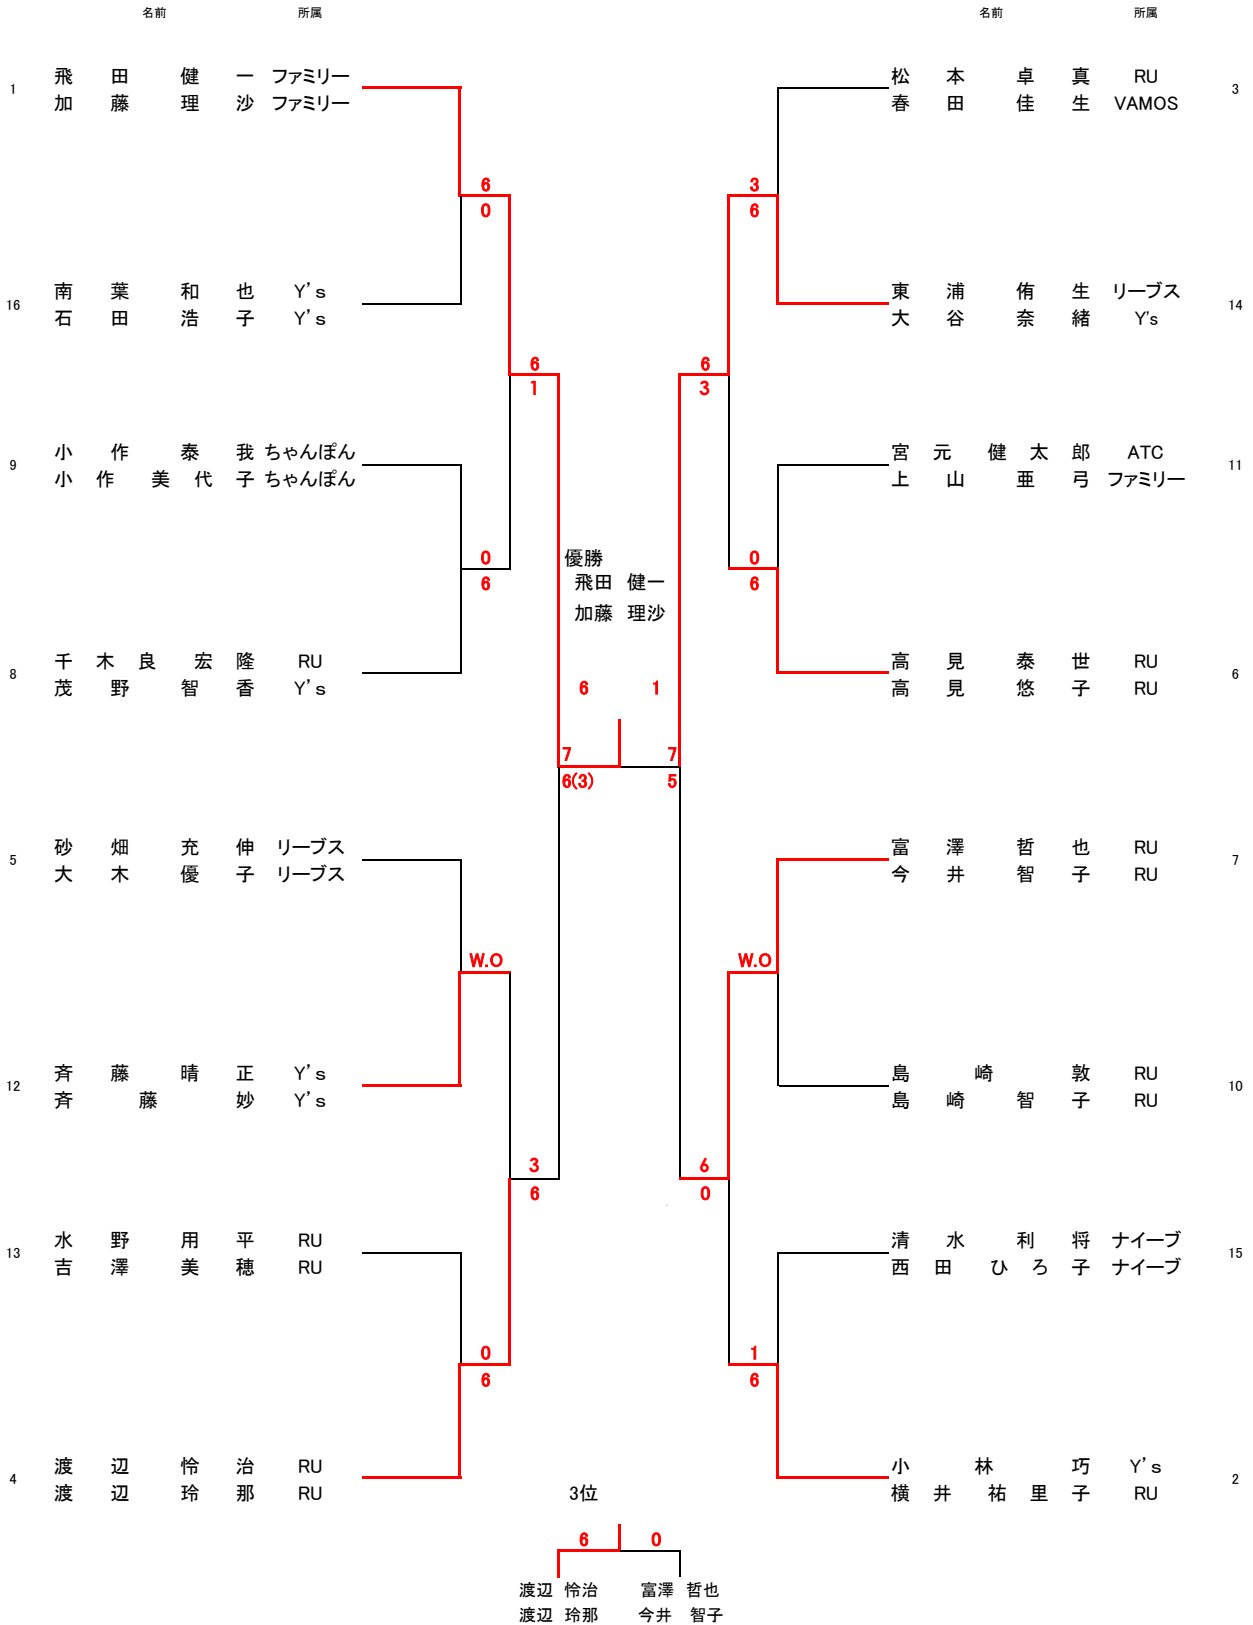 名前 所属 名前 所属
1 飛田健一 ファミリー
加藤理沙 ファミリー
3 松本卓真 RU
春田佳生 VAMOS
6
0
3
6
16 南葉和也 Y's
石田浩子 Y's
東浦侑生 リーブス 14
大谷奈緒 Y's
6
1
6
3
9 小作泰我 ちゃんぽん
小作美代子 ちゃんぽん
宮元健太郎 ATC 11
上山亜弓 ファミリー
0
6
優勝
飛田 健一
加藤 理沙
0
6
8 千木良宏隆 RU
茂野智香 Y's
6 1
高見泰世 RU 6
高見悠子 RU
7
6(3)
7
5
5 砂畑充伸 リーブス
大木優子 リーブス
富澤哲也 RU 7
今井智子 RU
W.O
W.O
12 斉藤晴正 Y's
斉藤妙 Y's
島崎敦 RU 10
島崎智子 RU
3
6
6
0
13 水野用平 RU
吉澤美穂 RU
清水利将 ナイーブ 15
西田ひろ子 ナイーブ
0
6
1
6
4 渡辺怜治 RU
渡辺玲那 RU
小林巧 Y's 2
横井祐里子 RU
3位
6 0
渡辺 怜治 富澤 哲也
渡辺 玲那 今井 智子